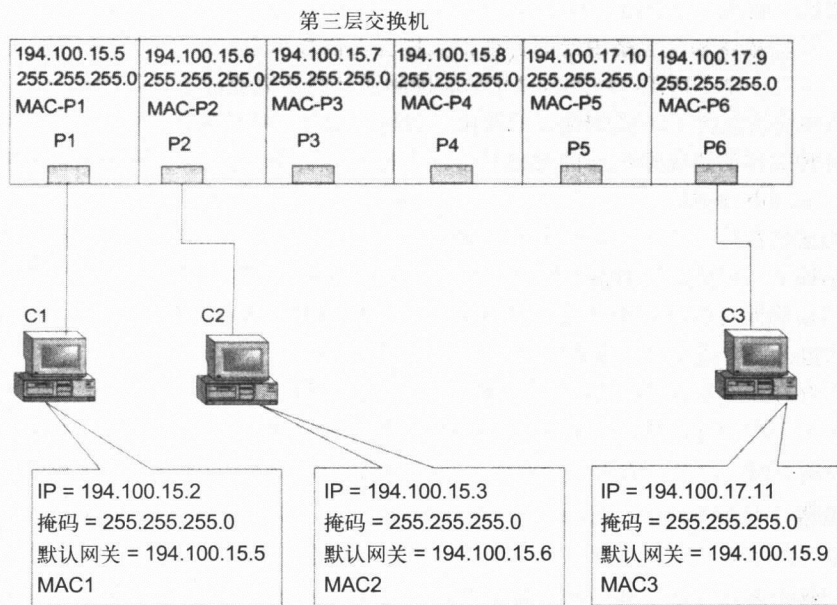 第三层交换机
194.100.15.5
255.255.255.0
MAC-P1
P1
194.100.15.6
255.255.255.0
MAC-P2
P2
194.100.15.7
255.255.255.0
MAC-P3
P3
194.100.15.8
255.255.255.0
MAC-P4
P4
194.100.17.10
255.255.255.0
MAC-P5
P5
194.100.17.9
255.255.255.0
MAC-P6
P6
C1
C2
C3
IP = 194.100.15.2
掩码 = 255.255.255.0
默认网关 = 194.100.15.5
MAC1
IP = 194.100.15.3
掩码 = 255.255.255.0
默认网关 = 194.100.15.6
MAC2
IP = 194.100.17.11
掩码 = 255.255.255.0
默认网关 = 194.100.15.9
MAC3